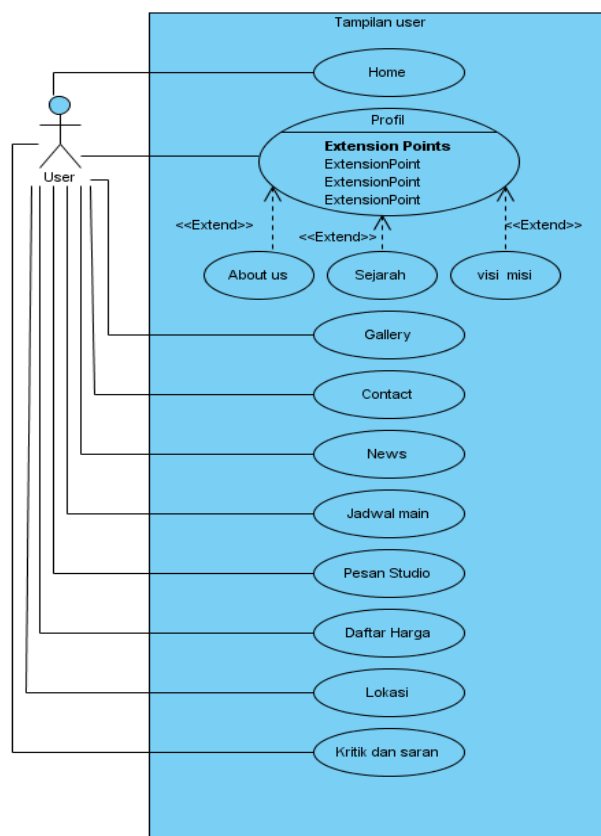 Tampilan user
Home
Profil
Extension Points
ExtensionPoint
ExtensionPoint
ExtensionPoint
User
<<Extend>>
<<Extend>>
<<Extend>>
About us
Sejarah
visi misi
Gallery
Contact
News
Jadwal main
Pesan Studio
Daftar Harga
Lokasi
Kritik dan saran